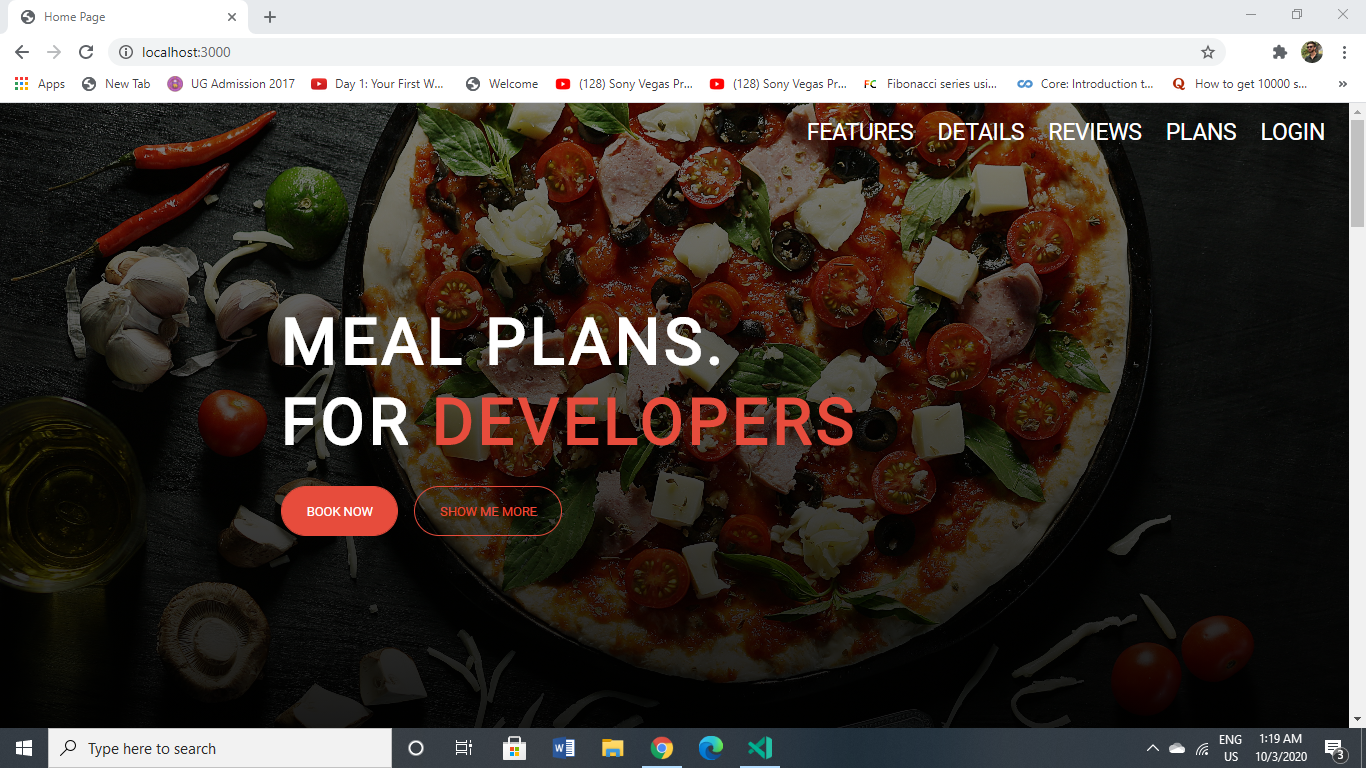 Home Page
localhost:3000
Apps New Tab UG Admission 2017 Day 1: Your First W... Welcome (128) Sony Vegas Pr... (128) Sony Vegas Pr... FC Fibonacci series usi... Core: Introduction t... Q How to get 10000 s... »
FEATURES DETAILS REVIEWS PLANS LOGIN
MEAL PLANS.
FOR DEVELOPERS
BOOK NOW SHOW ME MORE
Type here to search
ENG
US
1:19 AM
10/3/2020
3